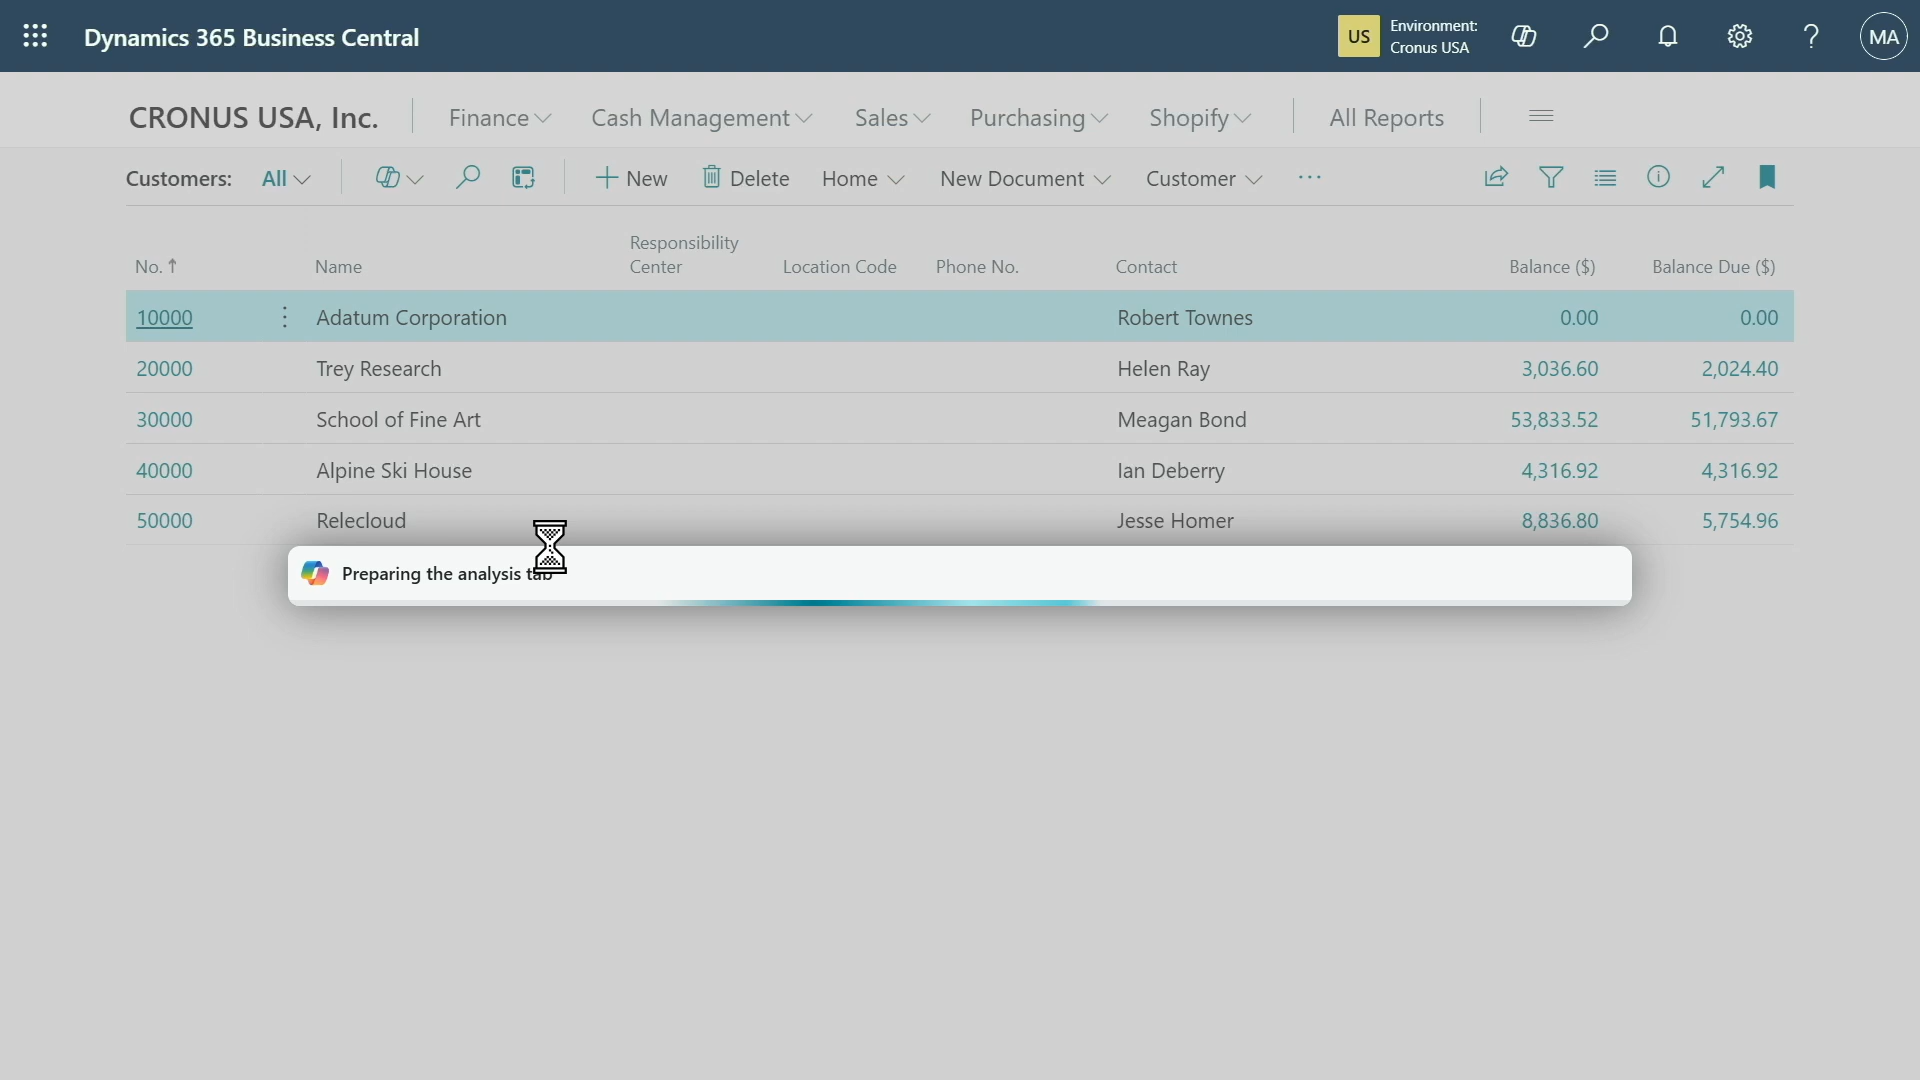 Dynamics 365 Business Central
US
Environment:
Cronus USA
MA
CRONUS USA, Inc.
Finance
Cash Management
Sales
Purchasing
Shopify
All Reports
Customers:
All
New
Delete
Home
New Document
Customer
No.
Name
Responsibility
Center
Location Code
Phone No.
Contact
Balance ($)
Balance Due ($)
10000 Adatum Corporation Robert Townes 0.00 0.00
20000 Trey Research Helen Ray 3,036.60 2,024.40
30000 School of Fine Art Meagan Bond 53,833.52 51,793.67
40000 Alpine Ski House Ian Deberry 4,316.92 4,316.92
50000 Relecloud Jesse Homer 8,836.80 5,754.96
Preparing the analysis tab